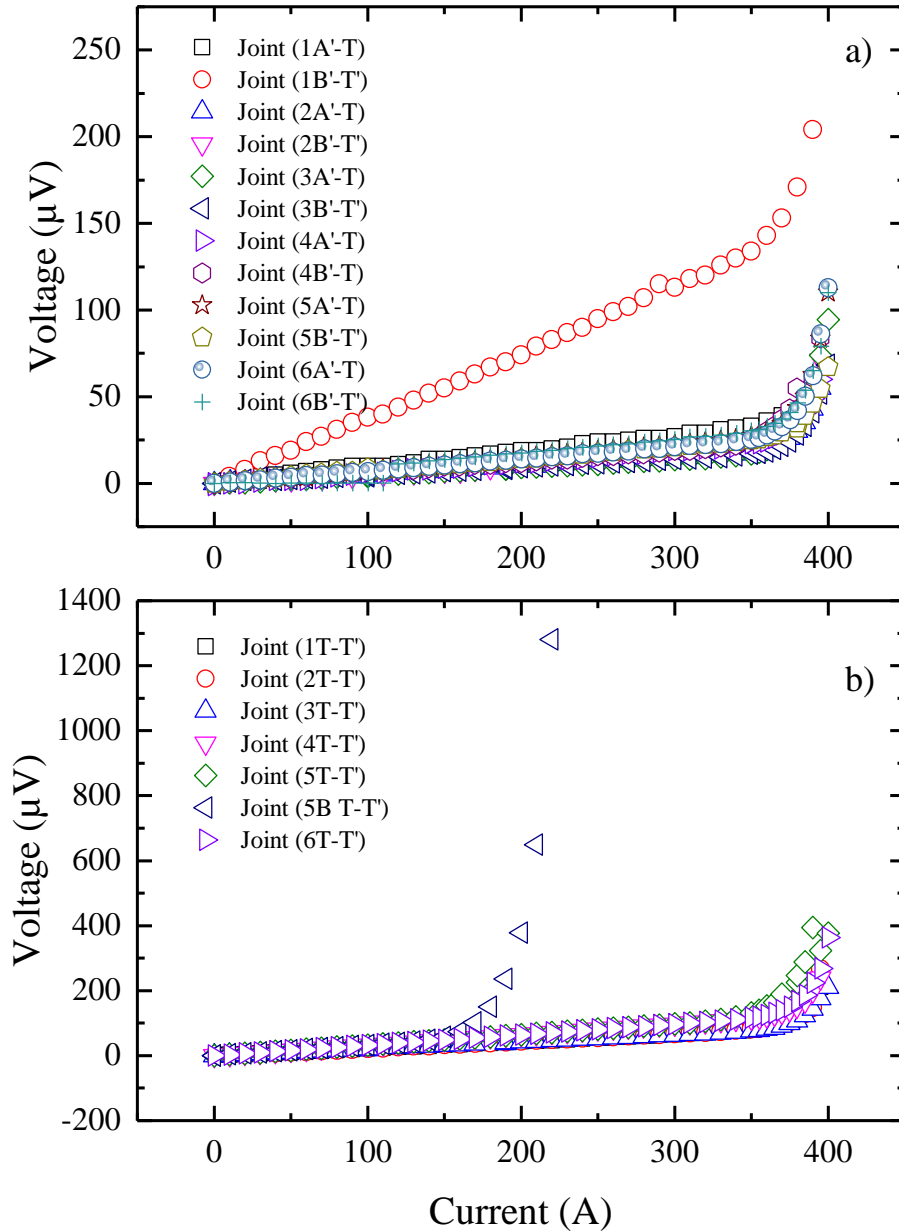 a)
250
200
150
100
50
0
Voltage (μV)
Joint (1A'-T)
Joint (1B'-T')
Joint (2A'-T)
Joint (2B'-T')
Joint (3A'-T)
Joint (3B'-T')
Joint (4A'-T)
Joint (4B'-T)
Joint (5A'-T)
Joint (5B'-T')
Joint (6A'-T)
Joint (6B'-T')
0 100 200 300 400
b)
1400
1200
1000
800
600
400
200
0
-200
Voltage (μV)
Joint (1T-T')
Joint (2T-T')
Joint (3T-T')
Joint (4T-T')
Joint (5T-T')
Joint (5B T-T')
Joint (6T-T')
0 100 200 300 400
Current (A)